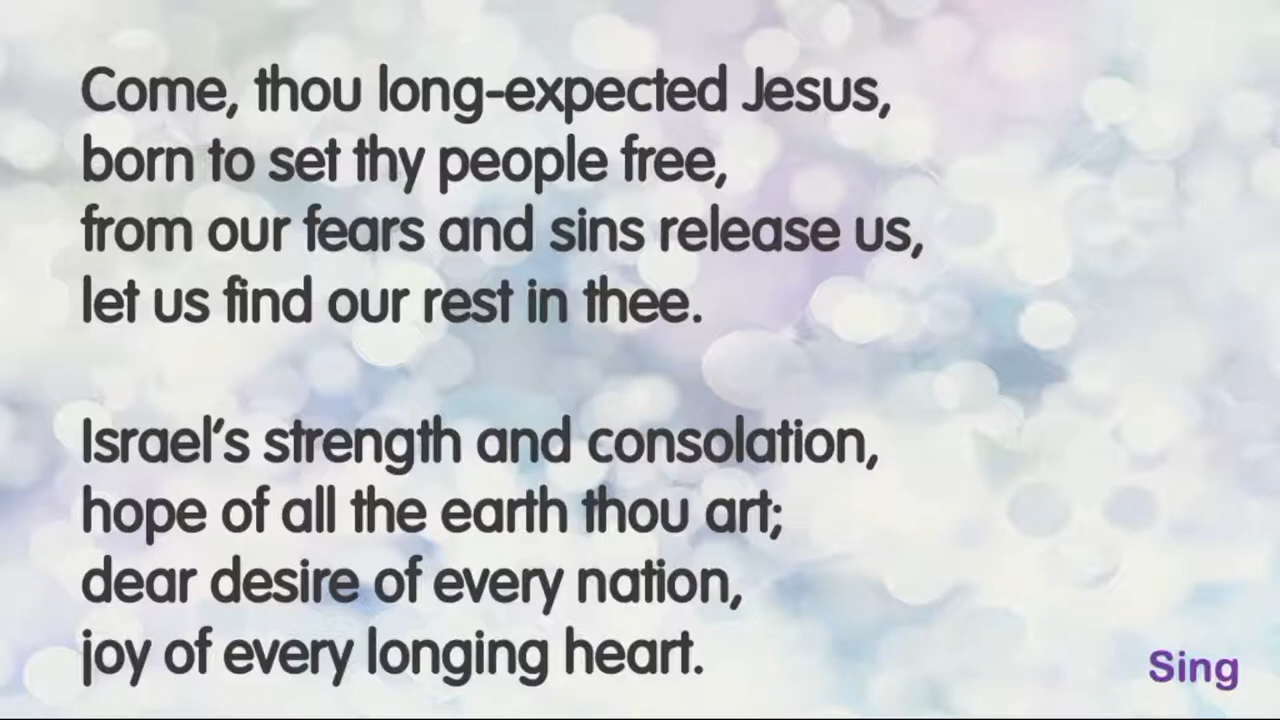 Come, thou long-expected Jesus,
born to set thy people free,
from our fears and sins release us,
let us find our rest in thee.
Israel's strength and consolation,
hope of all the earth thou art;
dear desire of every nation,
joy of every longing heart.
Sing